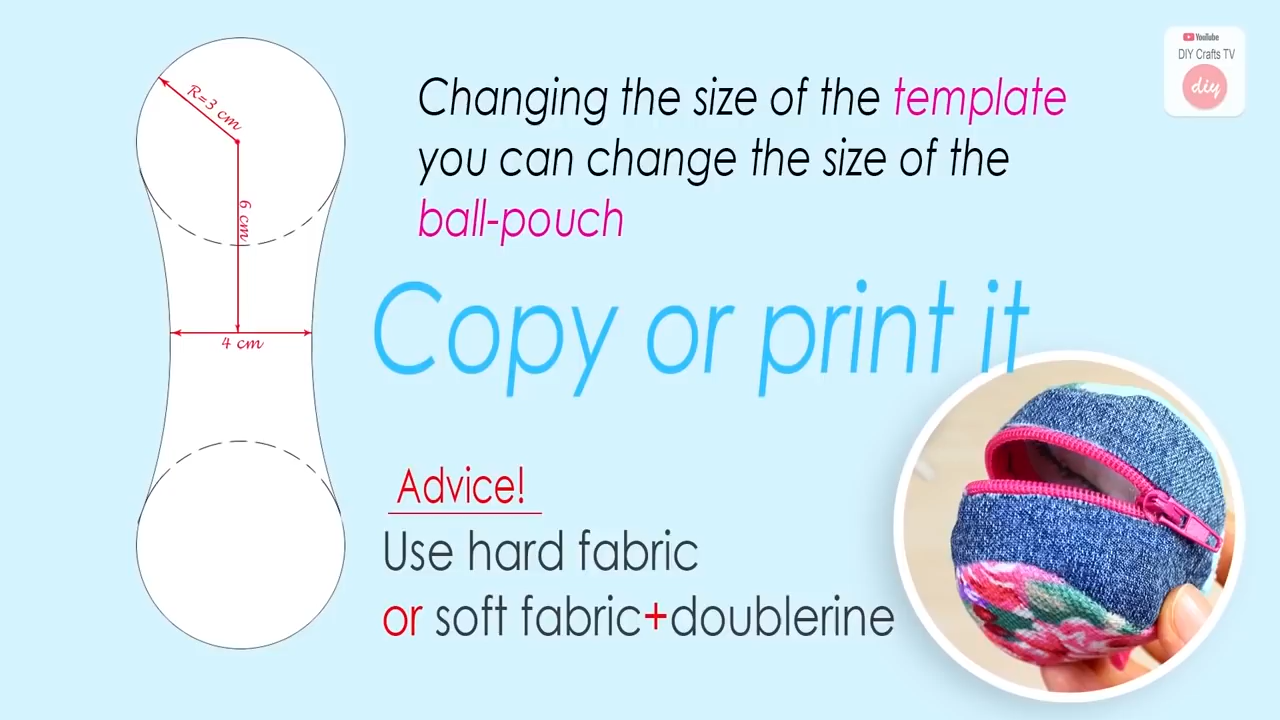 YouTube
DIY Crafts TV
diy
R=3 cm
6 cm
4 cm
Changing the size of the template
you can change the size of the
ball-pouch
Copy or print it
Advice!
Use hard fabric
or soft fabric+doublerine